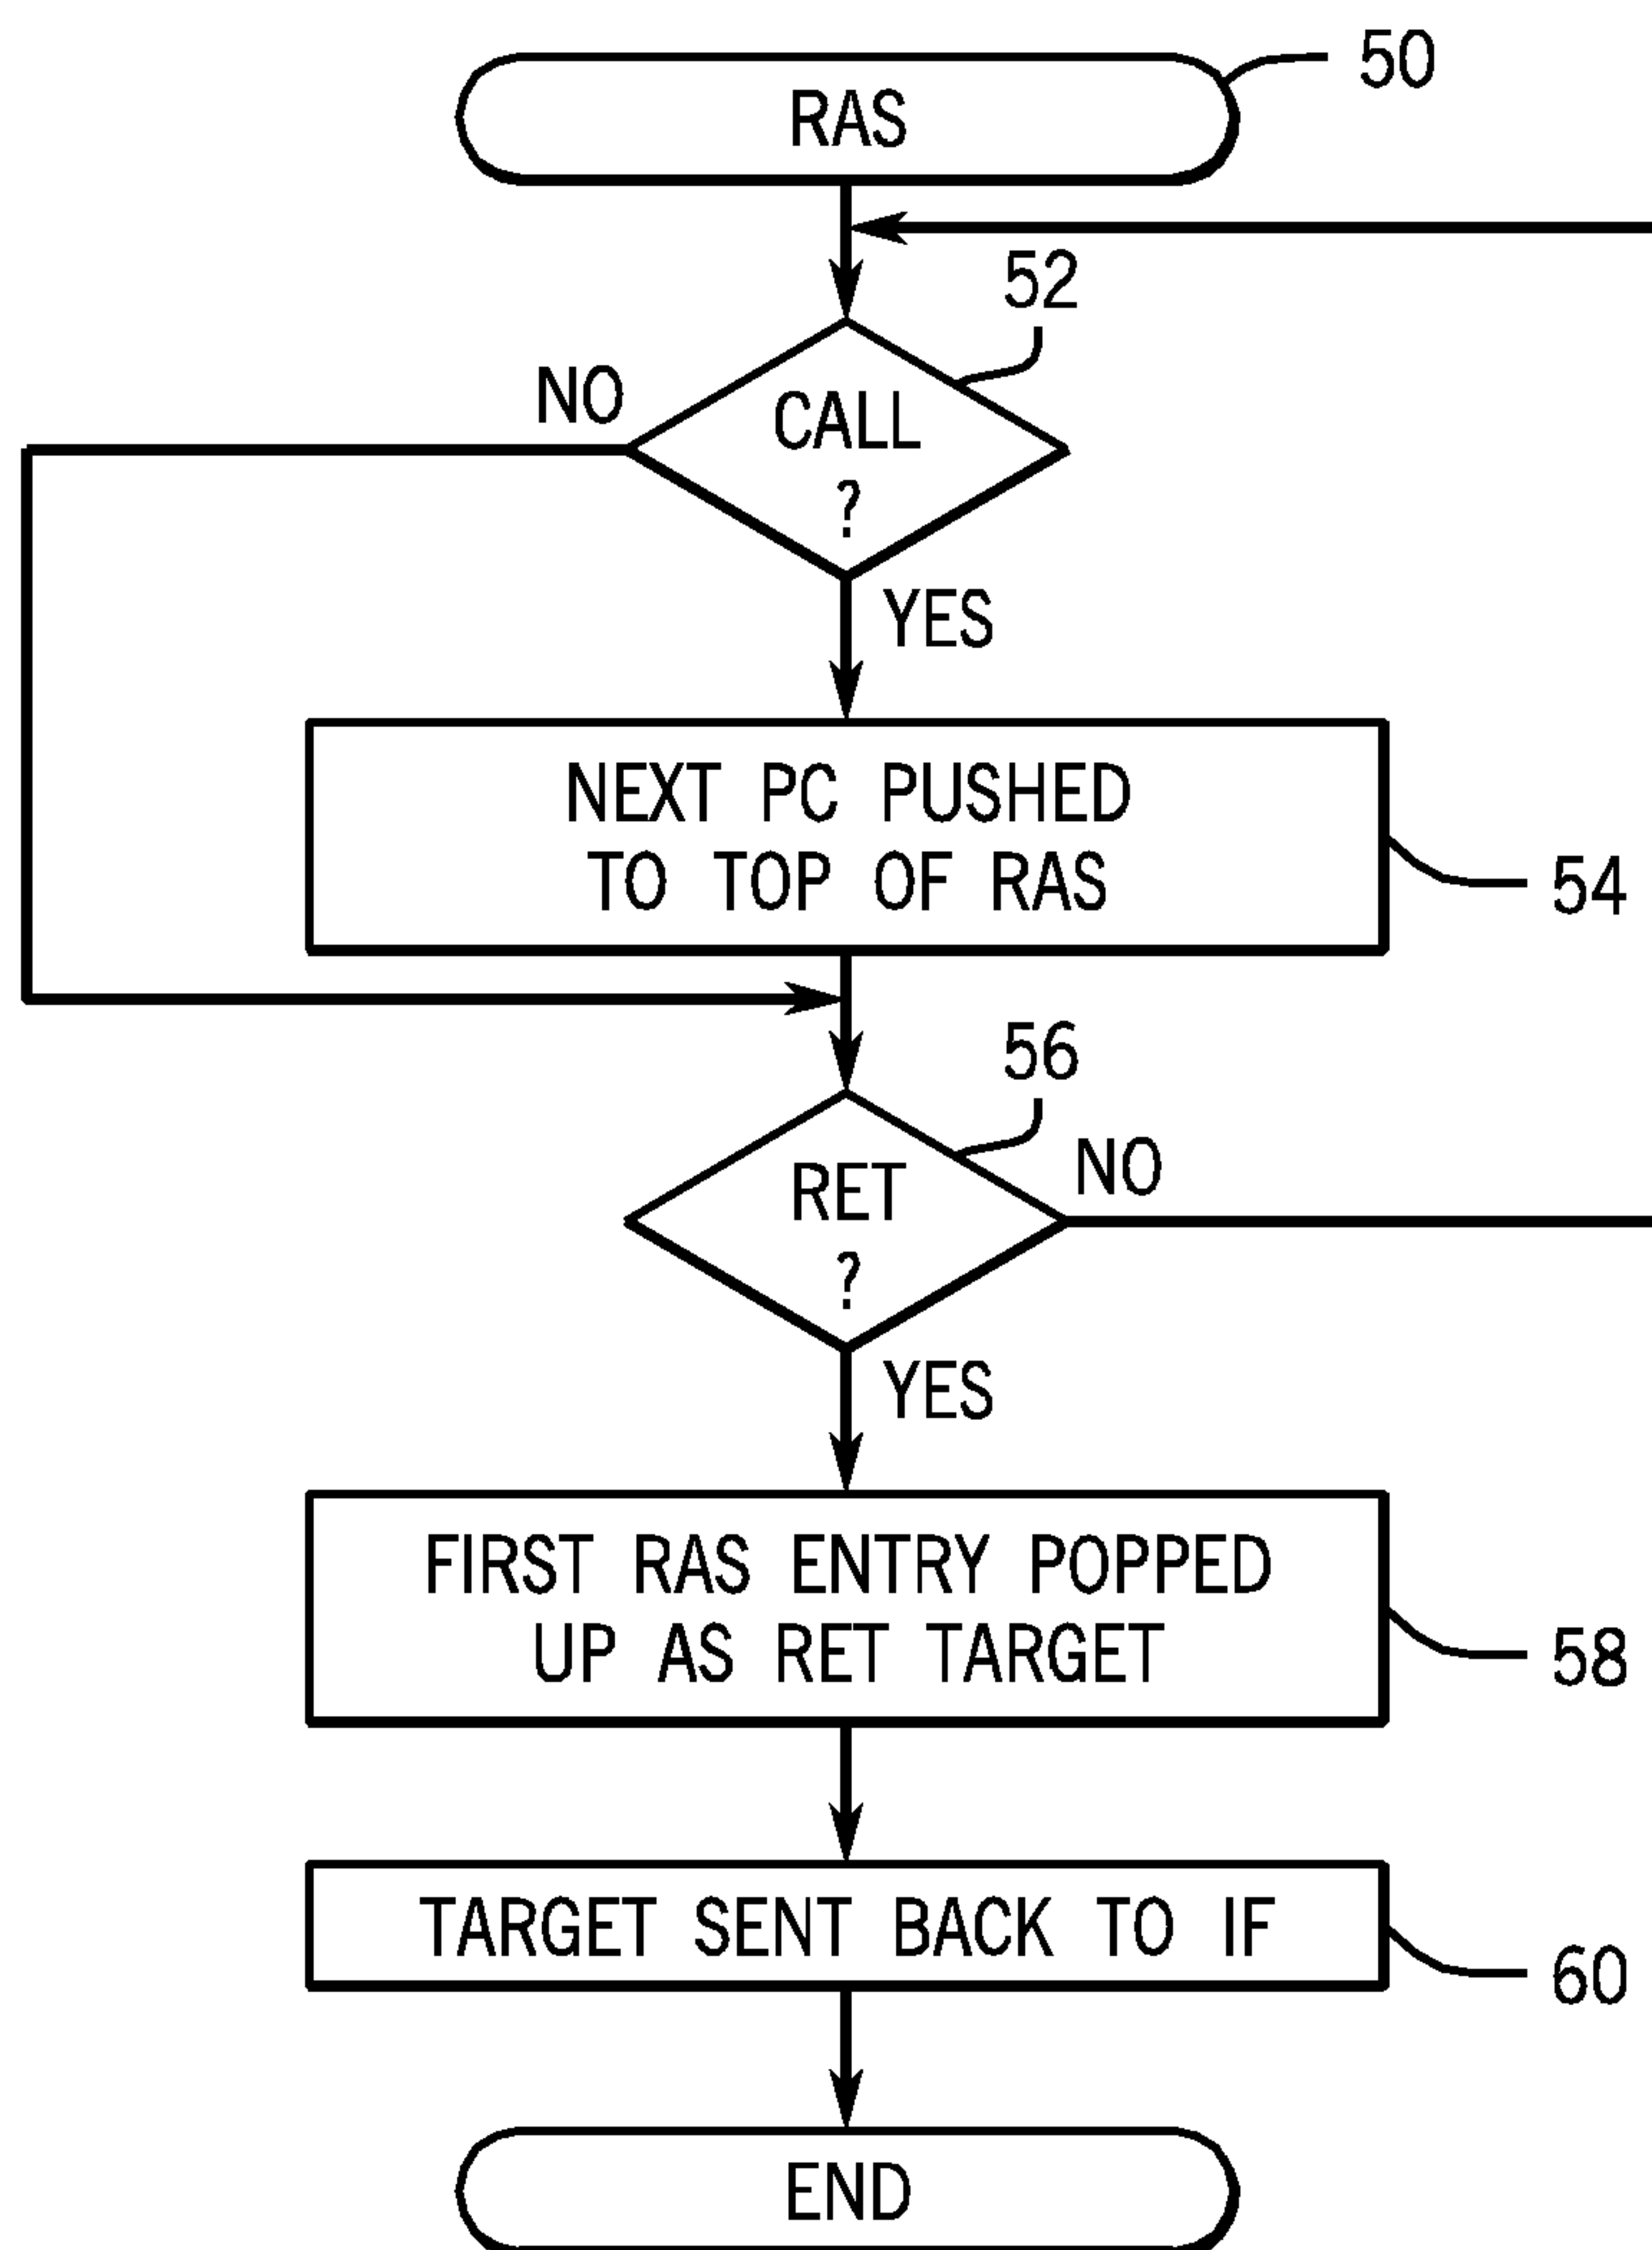 RAS
50
52
NO
CALL
?
YES
NEXT PC PUSHED
TO TOP OF RAS
54
56
NO
RET
?
YES
FIRST RAS ENTRY POPPED
UP AS RET TARGET
58
TARGET SENT BACK TO IF
60
END